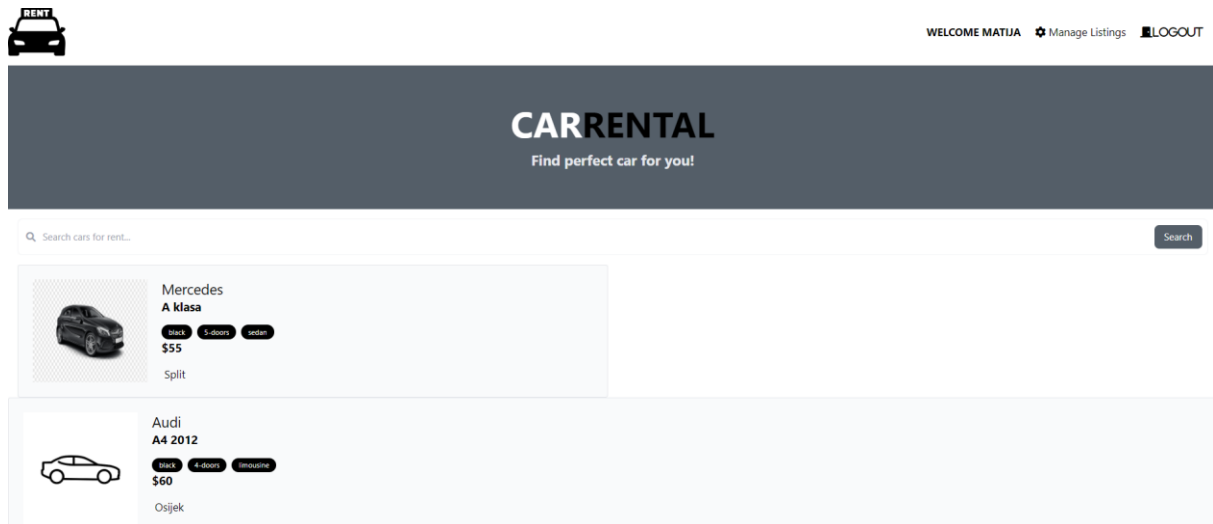 RENT
WELCOME MATIJA Manage Listings LOGOUT
CARRENTAL
Find perfect car for you!
Search cars for rent... Search
Mercedes
A klasa
black 5-doors sedan
$55
Split
Audi
A4 2012
black 4-doors limousine
$60
Osijek